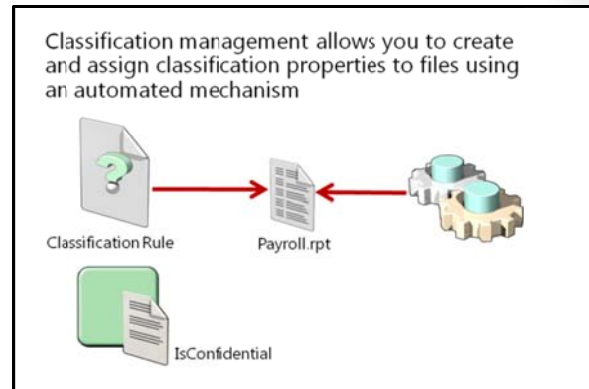 Classification management allows you to create
and assign classification properties to files using
an automated mechanism
?
Classification Rule
Payroll.rpt
IsConfidential